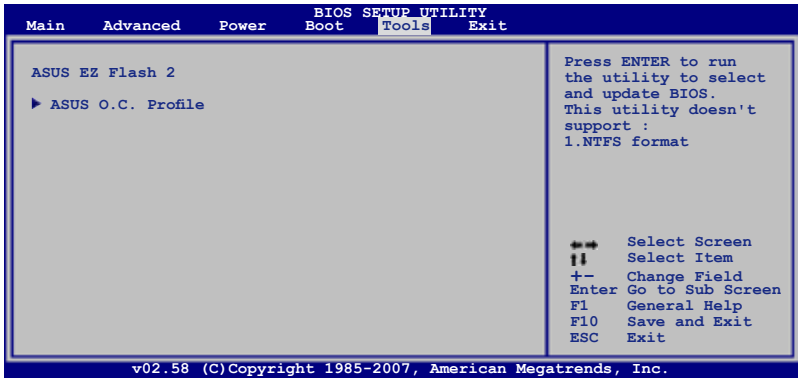 BIOS SETUP UTILITY
Main Advanced Power Boot Tools Exit
ASUS EZ Flash 2
ASUS O.C. Profile
Press ENTER to run
the utility to select
and update BIOS.
This utility doesn't
support :
1.NTFS format
←→ Select Screen
↑↓ Select Item
+- Change Field
Enter Go to Sub Screen
F1 General Help
F10 Save and Exit
ESC Exit
v02.58 (C)Copyright 1985-2007, American Megatrends, Inc.